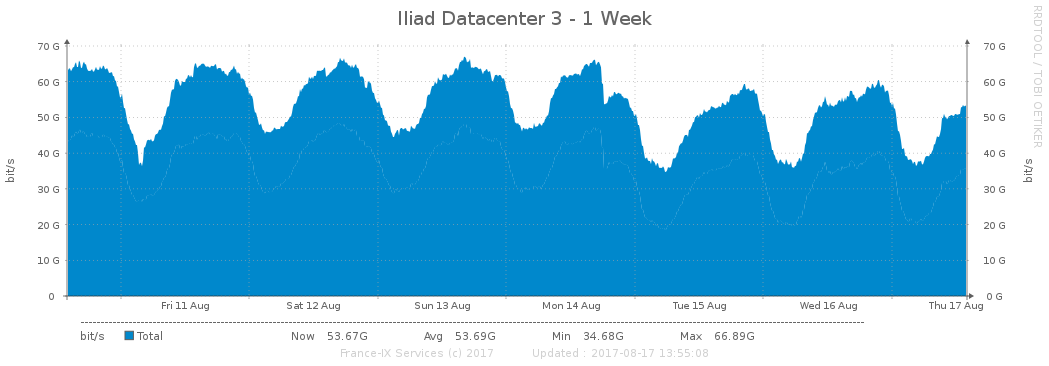 Iliad Datacenter 3 - 1 Week
RRDTOOL / TOBI OETIKER
bit/s
70 G
60 G
50 G
40 G
30 G
20 G
10 G
0
70 G
60 G
50 G
40 G
30 G
20 G
10 G
0 G
bit/s
Fri 11 Aug Sat 12 Aug Sun 13 Aug Mon 14 Aug Tue 15 Aug Wed 16 Aug Thu 17 Aug
bit/s Total Now 53.67G Avg 53.69G Min 34.68G Max 66.89G
France-IX Services (c) 2017 Updated : 2017-08-17 13:55:08